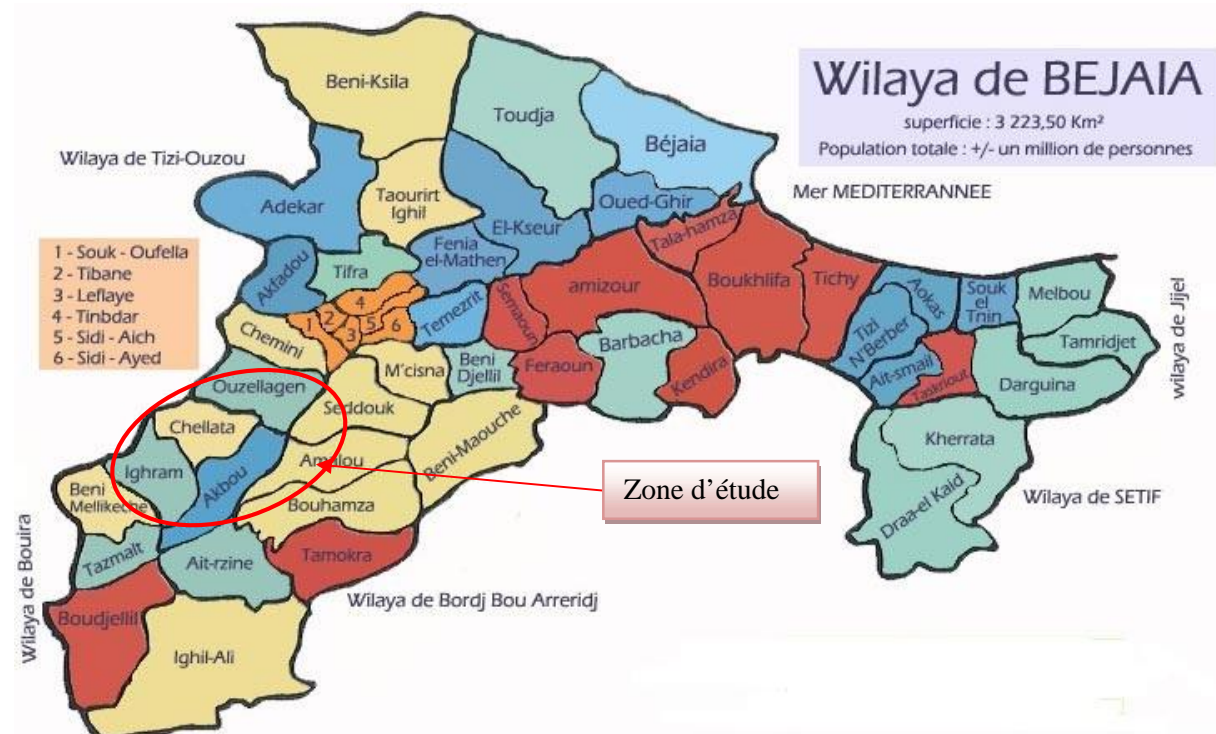 Wilaya de BEJAIA
superficie : 3 223,50 Km²
Population totale : +/- un million de personnes
Wilaya de Tizi-Ouzou
Mer MEDITERRANNEE
wilaya de Jijel
Wilaya de SETIF
Wilaya de Bordj Bou Arreridj
Wilaya de Bouira
1 - Souk - Oufella
2 - Tibane
3 - Leflaye
4 - Tinbdar
5 - Sidi - Aich
6 - Sidi - Ayed
Beni-Ksila
Toudja
Béjaia
Adekar
Taourirt
Ighil
El-Kseur
Oued-Ghir
Fenia
el-Mathen
Akfadou
Tifra
Tala-hamza
Boukhlifa
Tichy
amizour
Semaoun
Temezrit
1
2
3
4
5
6
Chemini
Ouzellagen
M'cisna
Beni
Djellil
Feraoun
Barbacha
Kendira
Aokas
Souk
el
Tnin
Melbou
Tizi
N'Berber
Tamridjet
Ait-smail
Taskriout
Darguina
Kherrata
Draa-el Kaid
Seddouk
Chellata
Ighram
Akbou
Amalou
Beni-Maouche
Beni
Mellikeche
Bouhamza
Tazmalt
Ait-rzine
Tamokra
Boudjellil
Ighil-Ali
Zone d'étude